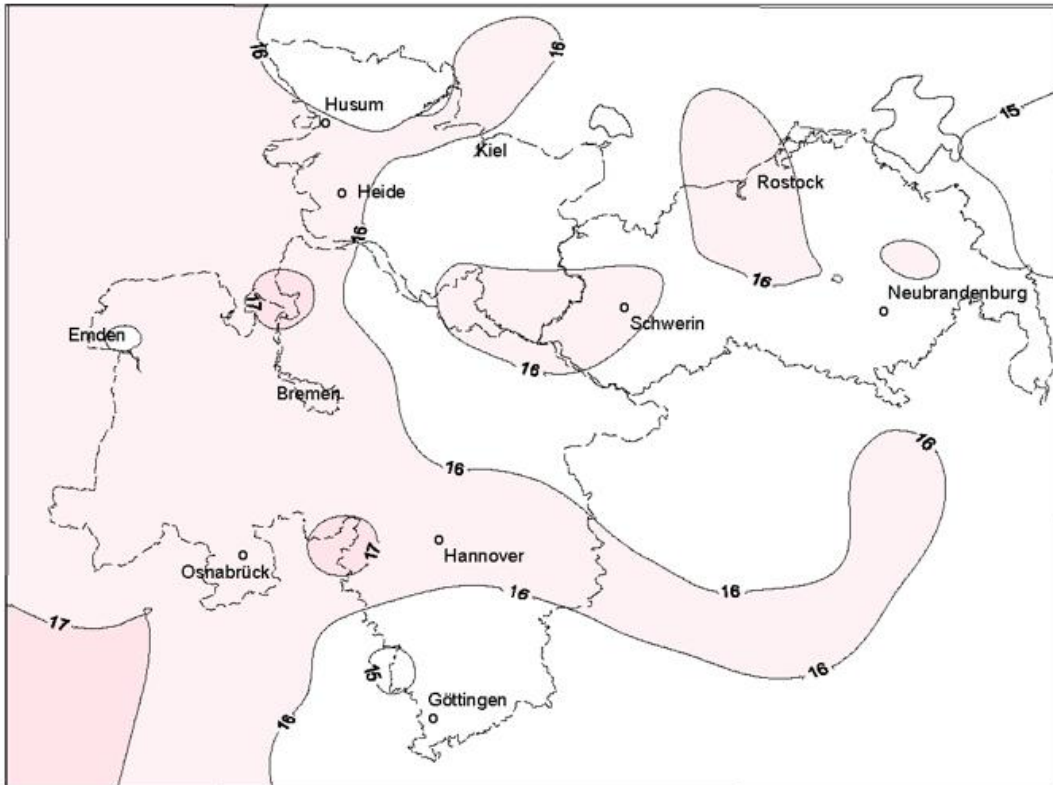 16
16
Husum
15
Kiel
Heide
Rostock
16
16
17
Neubrandenburg
Schwerin
Emden
16
Bremen
16
16
17
Hannover
Osnabrück
16
16
17
16
15
Göttingen
16